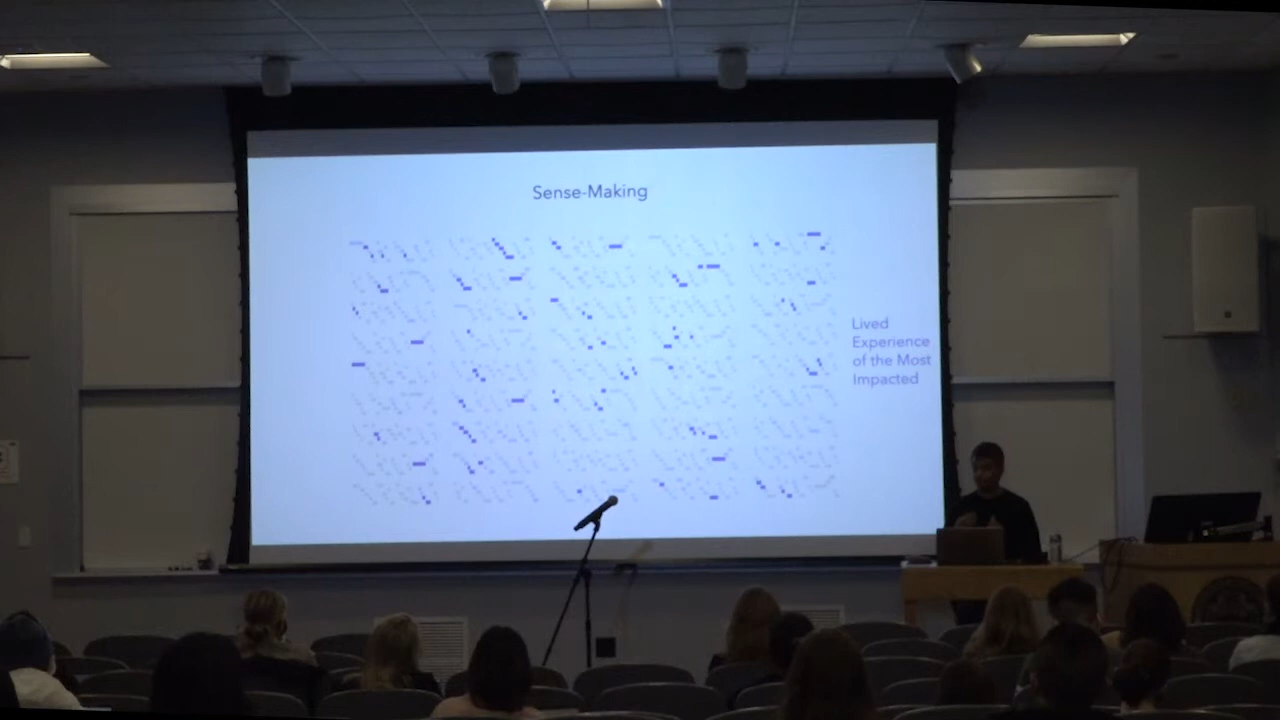 Sense-Making
Lived
Experience
of the Most
Impacted